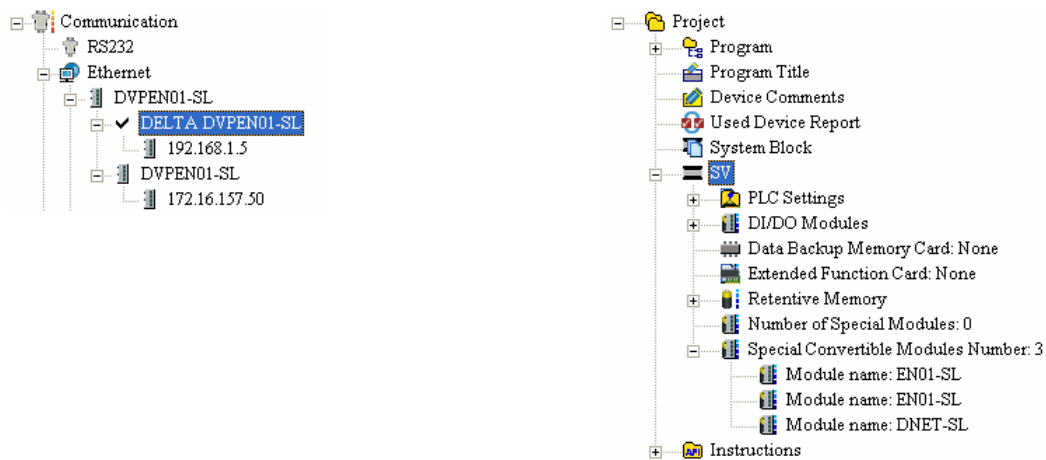 Communication
RS232
Ethernet
DVPEN01-SL
DELTA DVPEN01-SL
192.168.1.5
DVPEN01-SL
172.16.157.50
Project
Program
Program Title
Device Comments
Used Device Report
System Block
SV
PLC Settings
DI/DO Modules
Data Backup Memory Card: None
Extended Function Card: None
Retentive Memory
Number of Special Modules: 0
Special Convertible Modules Number: 3
Module name: EN01-SL
Module name: EN01-SL
Module name: DNET-SL
API
Instructions